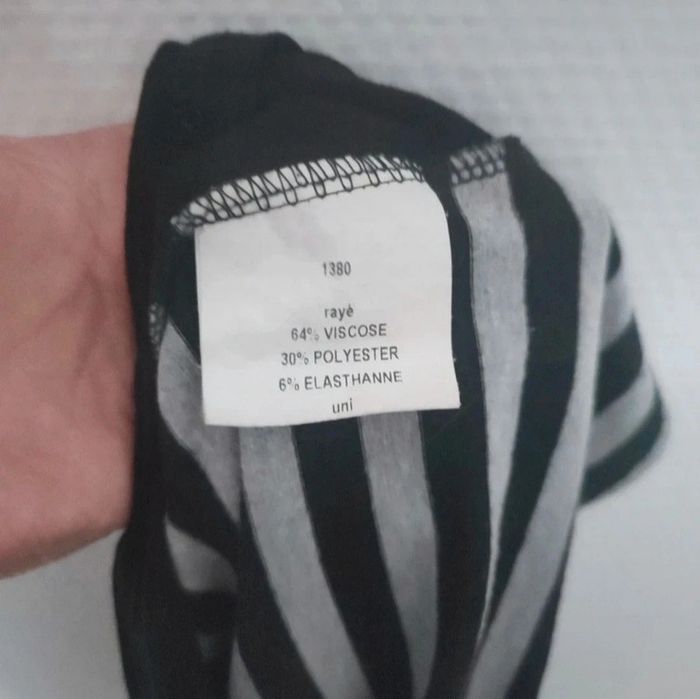 1380
rayé
64% VISCOSE
30% POLYESTER
6% ELASTHANNE
uni